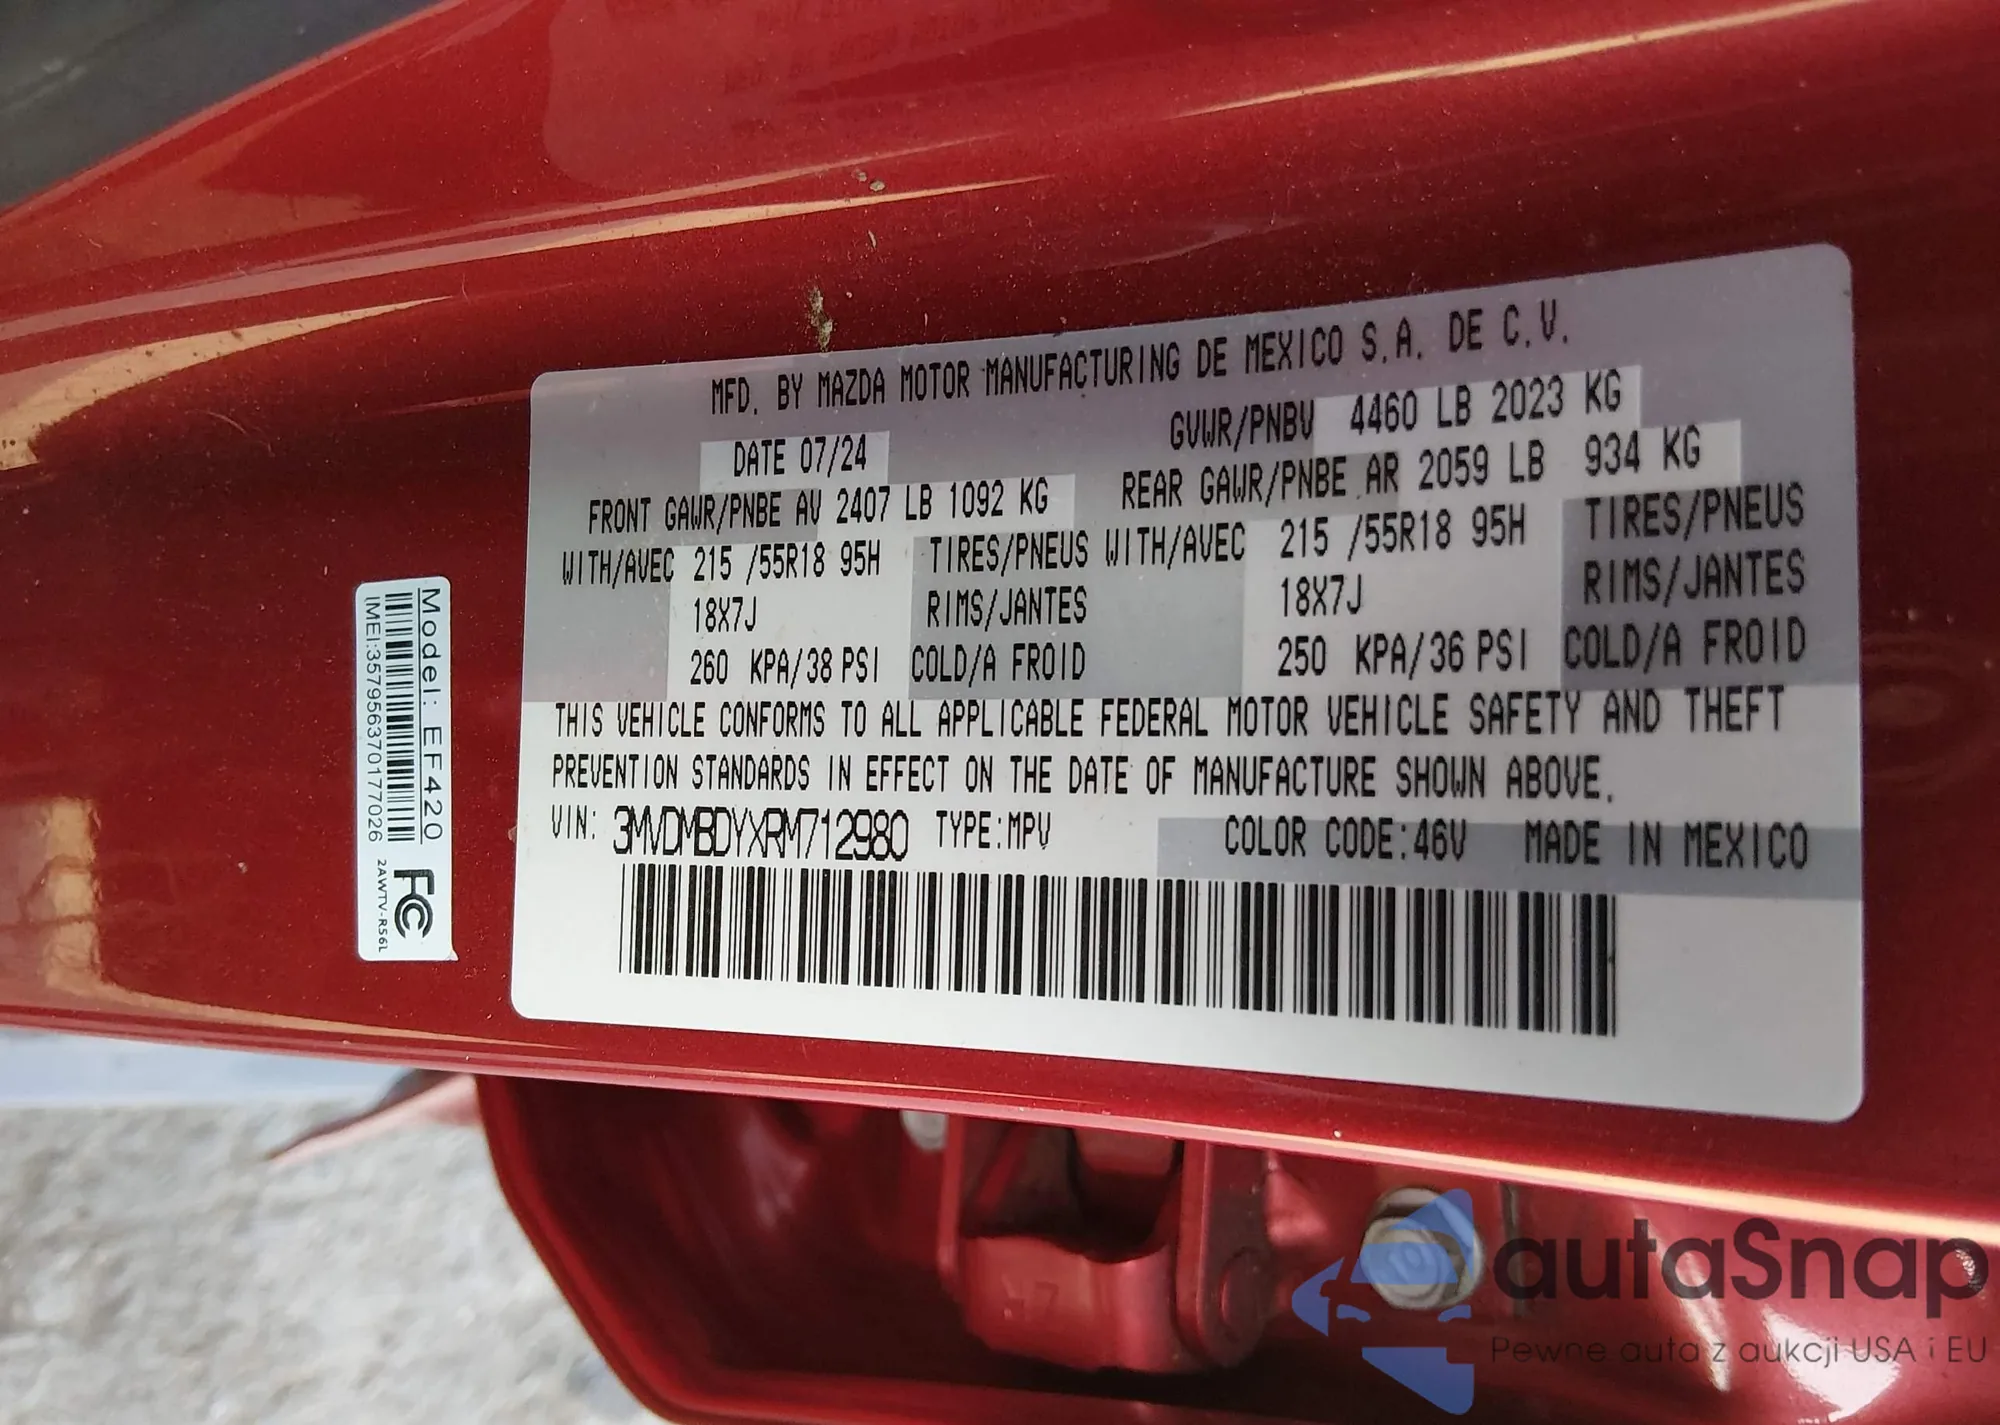 MFD. BY MAZDA MOTOR MANUFACTURING DE MEXICO S.A. DE C.V.
DATE 07/24 GVWR/PNBV 4460 LB 2023 KG
FRONT GAWR/PNBE AV 2407 LB 1092 KG REAR GAWR/PNBE AR 2059 LB 934 KG
WITH/AVEC 215 /55R18 95H TIRES/PNEUS WITH/AVEC 215 /55R18 95H TIRES/PNEUS
18X7J RIMS/JANTES 18X7J RIMS/JANTES
260 KPA/38 PSI COLD/A FROID 250 KPA/36 PSI COLD/A FROID
THIS VEHICLE CONFORMS TO ALL APPLICABLE FEDERAL MOTOR VEHICLE SAFETY AND THEFT
PREVENTION STANDARDS IN EFFECT ON THE DATE OF MANUFACTURE SHOWN ABOVE.
VIN: 3MVDMBDYXRM712980 TYPE:MPV COLOR CODE:46V MADE IN MEXICO
Model: EF420
IMEI:357956370177026
FC
2AWTV-R56L
autaSnap
Pewne auta z aukcji USA i EU